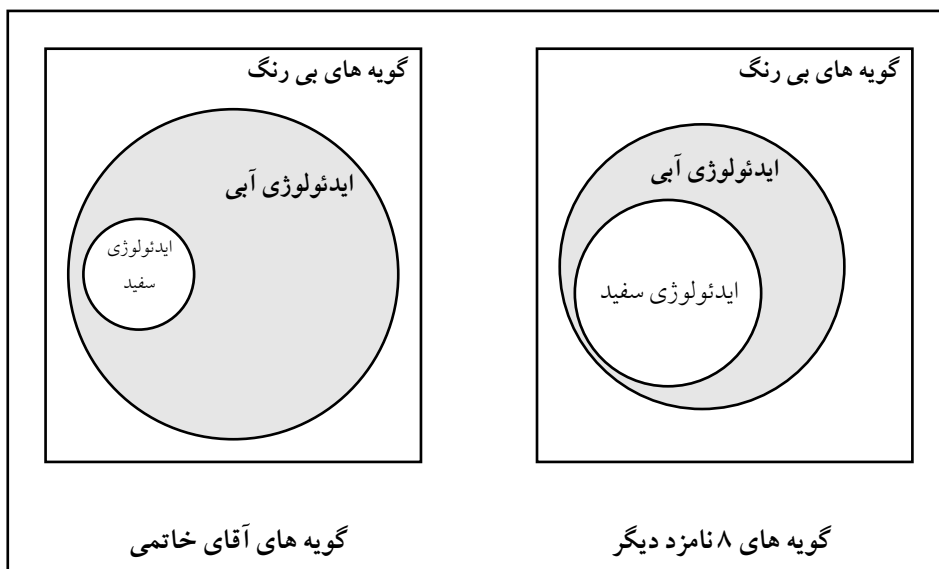 گویه های بی رنگ
ایدئولوژی آبی
ایدئولوژی سفید
گویه های ۸ نامزد دیگر
گویه های بی رنگ
ایدئولوژی آبی
ایدئولوژی
سفید
گویه های آقای خاتمی